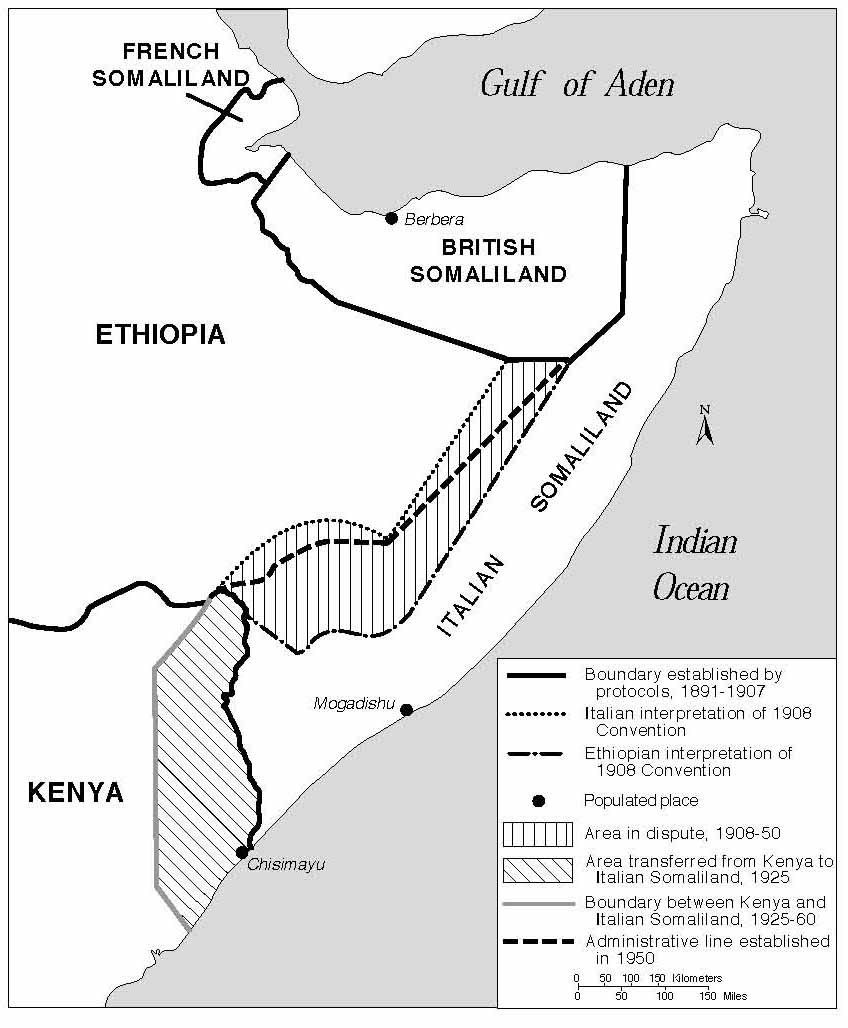 FRENCH
SOMALILAND
Gulf of Aden
Berbera
BRITISH
SOMALILAND
ETHIOPIA
N
ITALIAN SOMALILAND
Indian
Ocean
Mogadishu
KENYA
Chisimayu
Boundary established by
protocols, 1891-1907
Italian interpretation of 1908
Convention
Ethiopian interpretation of
1908 Convention
Populated place
Area in dispute, 1908-50
Area transferred from Kenya to
Italian Somaliland, 1925
Boundary between Kenya and
Italian Somaliland, 1925-60
Administrative line established
in 1950
0 50 100 150 Kilometers
0 50 100 150 Miles